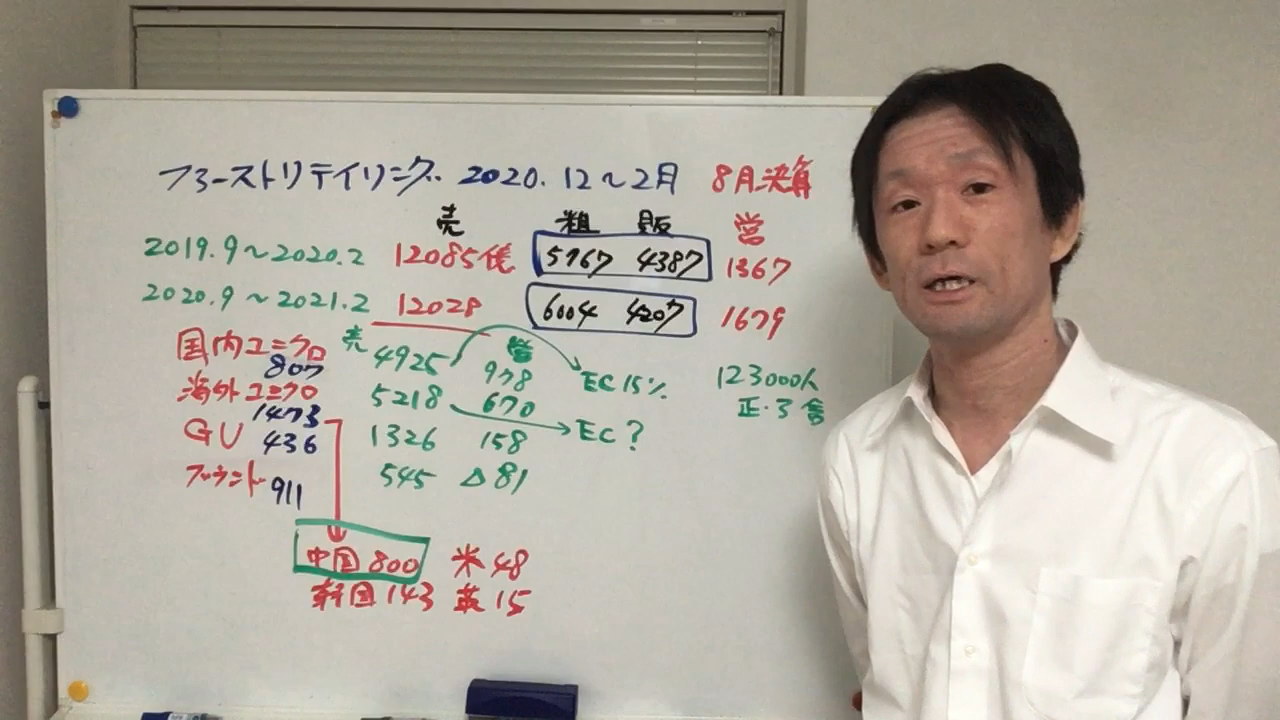 ファーストリテイリング 2020.12～2月 8月決算
売 粗 販 営
2019.9～2020.2 12085億 5767 4387 1367
2020.9～2021.2 12028 6004 4207 1679
売 営
国内ユニクロ 807 4925 978 EC15%
海外ユニクロ 1473 5218 670 EC?
GU 436 1326 158
ブランド 911 545 △81
123000人
正・3含
中国800 米48
韓国143 英15